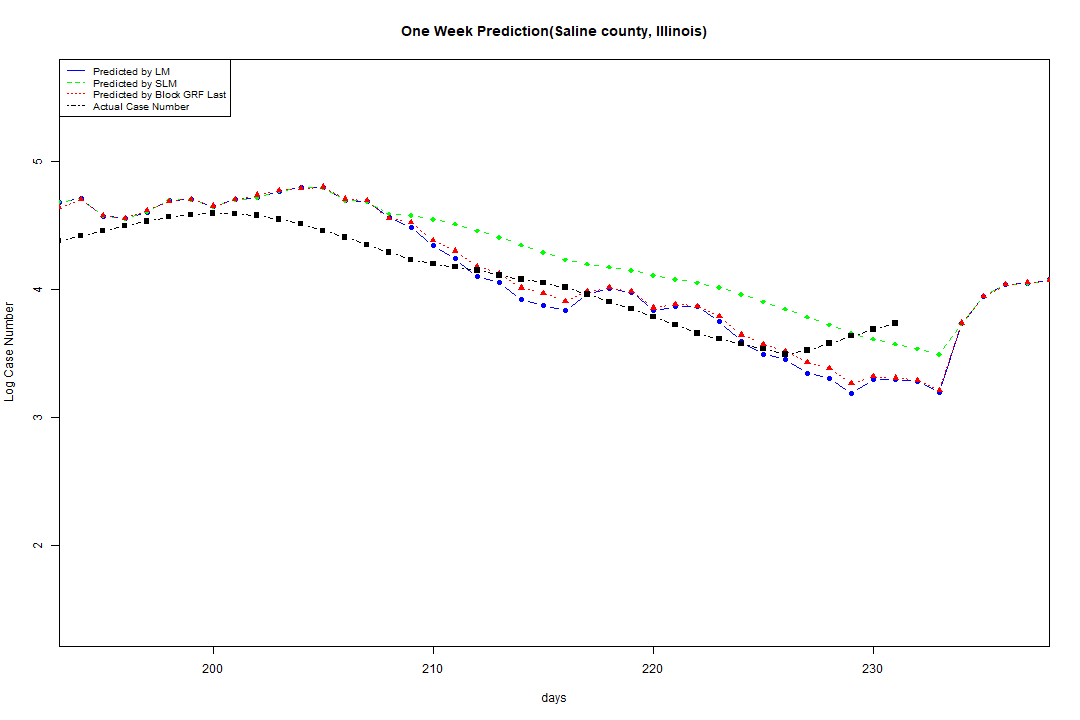 One Week Prediction(Saline county, Illinois)
Predicted by LM
Predicted by SLM
Predicted by Block GRF Last
Actual Case Number
5
4
3
2
Log Case Number
200 210 220 230
days